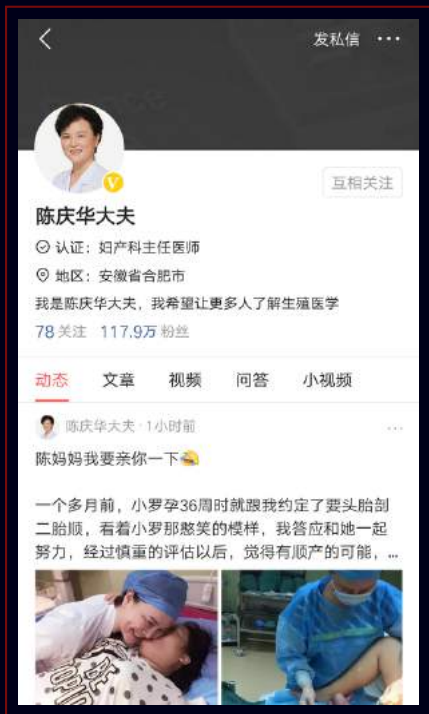 发私信 ···
V
互相关注
陈庆华大夫
认证：妇产科主任医师
地区：安徽省合肥市
我是陈庆华大夫，我希望让更多人了解生殖医学
78 关注 117.9万 粉丝
动态 文章 视频 问答 小视频
陈庆华大夫·1小时前
陈妈妈我要亲你一下
一个多月前，小罗孕36周时就跟我约定了要头胎剖
二胎顺，看着小罗那憨笑的模样，我答应和她一起
努力，经过慎重的评估以后，觉得有顺产的可能，...